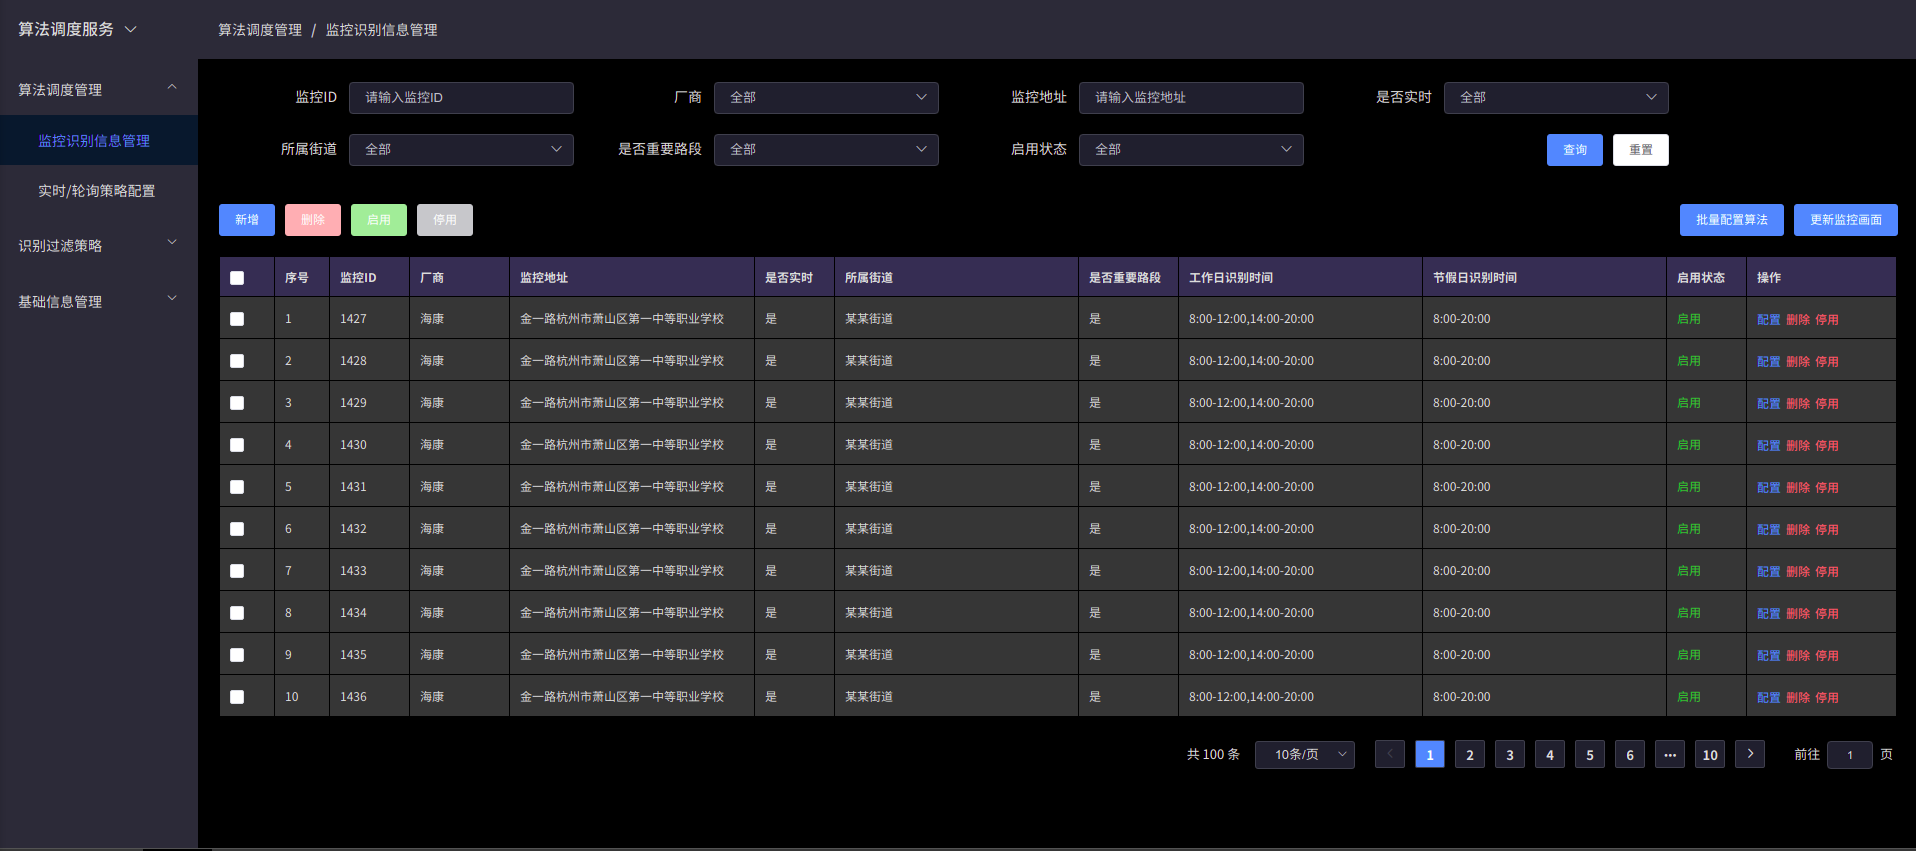 算法调度服务
算法调度管理 / 监控识别信息管理
算法调度管理
监控识别信息管理
实时/轮询策略配置
识别过滤策略
基础信息管理
监控ID 请输入监控ID 厂商 全部 监控地址 请输入监控地址 是否实时 全部
所属街道 全部 是否重要路段 全部 启用状态 全部 查询 重置
新增 删除 启用 停用 批量配置算法 更新监控画面
序号 监控ID 厂商 监控地址 是否实时 所属街道 是否重要路段 工作日识别时间 节假日识别时间 启用状态 操作
1 1427 海康 金一路杭州市萧山区第一中等职业学校 是 某某街道 是 8:00-12:00,14:00-20:00 8:00-20:00 启用 配置 删除 停用
2 1428 海康 金一路杭州市萧山区第一中等职业学校 是 某某街道 是 8:00-12:00,14:00-20:00 8:00-20:00 启用 配置 删除 停用
3 1429 海康 金一路杭州市萧山区第一中等职业学校 是 某某街道 是 8:00-12:00,14:00-20:00 8:00-20:00 启用 配置 删除 停用
4 1430 海康 金一路杭州市萧山区第一中等职业学校 是 某某街道 是 8:00-12:00,14:00-20:00 8:00-20:00 启用 配置 删除 停用
5 1431 海康 金一路杭州市萧山区第一中等职业学校 是 某某街道 是 8:00-12:00,14:00-20:00 8:00-20:00 启用 配置 删除 停用
6 1432 海康 金一路杭州市萧山区第一中等职业学校 是 某某街道 是 8:00-12:00,14:00-20:00 8:00-20:00 启用 配置 删除 停用
7 1433 海康 金一路杭州市萧山区第一中等职业学校 是 某某街道 是 8:00-12:00,14:00-20:00 8:00-20:00 启用 配置 删除 停用
8 1434 海康 金一路杭州市萧山区第一中等职业学校 是 某某街道 是 8:00-12:00,14:00-20:00 8:00-20:00 启用 配置 删除 停用
9 1435 海康 金一路杭州市萧山区第一中等职业学校 是 某某街道 是 8:00-12:00,14:00-20:00 8:00-20:00 启用 配置 删除 停用
10 1436 海康 金一路杭州市萧山区第一中等职业学校 是 某某街道 是 8:00-12:00,14:00-20:00 8:00-20:00 启用 配置 删除 停用
共 100 条 10条/页 1 2 3 4 5 6 ··· 10 前往 1 页